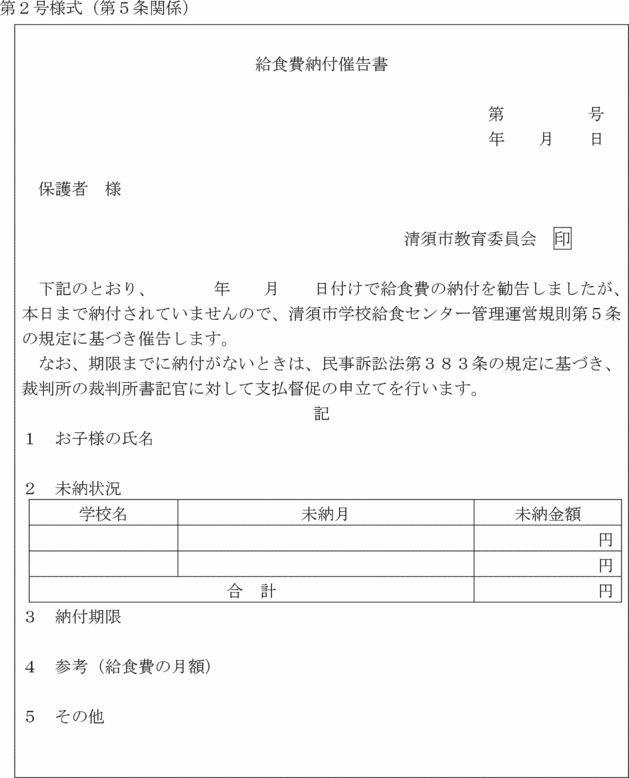 第２号様式（第５条関係）
給食費納付催告書
第　　　　　号
年　　月　　日
保護者　様
清須市教育委員会　印
下記のとおり、　　　　年　　月　　日付けで給食費の納付を勧告しましたが、
本日まで納付されていませんので、清須市学校給食センター管理運営規則第５条
の規定に基づき催告します。
なお、期限までに納付がないときは、民事訴訟法第３８３条の規定に基づき、
裁判所の裁判所書記官に対して支払督促の申立てを行います。
記
１　お子様の氏名
２　未納状況
学校名　未納月　未納金額
円
円
合　計　円
３　納付期限
４　参考（給食費の月額）
５　その他